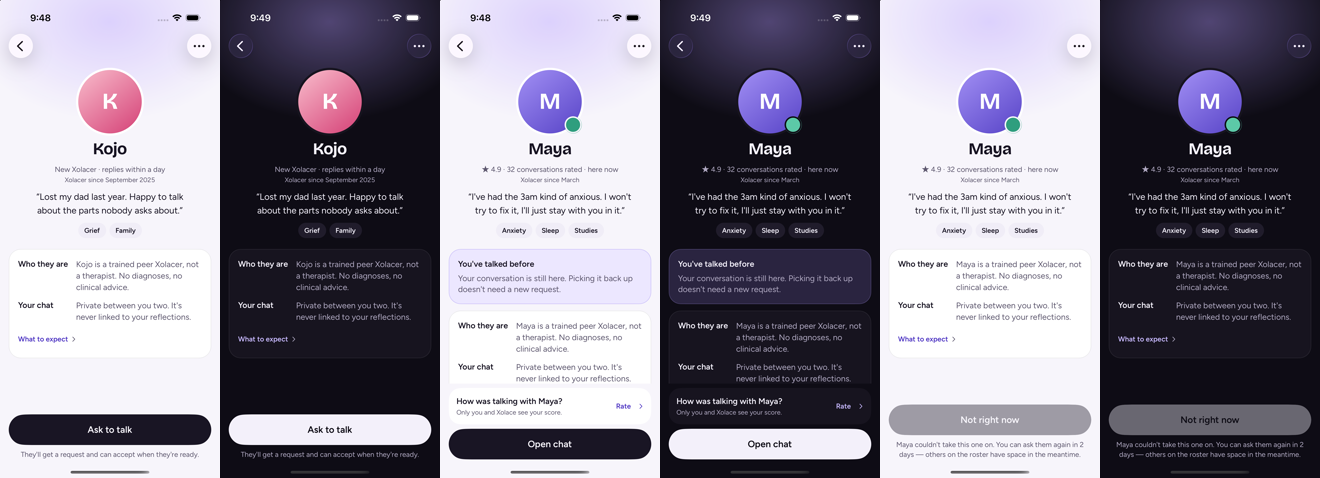 9:48
K
Kojo
New Xolacer · replies within a day
Xolacer since September 2025
“Lost my dad last year. Happy to talk
about the parts nobody asks about.”
Grief
Family
Who they are
Kojo is a trained peer Xolacer, not
a therapist. No diagnoses, no
clinical advice.
Your chat
Private between you two. It's
never linked to your reflections.
What to expect
Ask to talk
They'll get a request and can accept when they're ready.
9:49
K
Kojo
New Xolacer · replies within a day
Xolacer since September 2025
“Lost my dad last year. Happy to talk
about the parts nobody asks about.”
Grief
Family
Who they are
Kojo is a trained peer Xolacer, not
a therapist. No diagnoses, no
clinical advice.
Your chat
Private between you two. It's
never linked to your reflections.
What to expect
Ask to talk
They'll get a request and can accept when they're ready.
9:48
M
Maya
★ 4.9 · 32 conversations rated · here now
Xolacer since March
“I've had the 3am kind of anxious. I won't
try to fix it, I'll just stay with you in it.”
Anxiety
Sleep
Studies
You've talked before
Your conversation is still here. Picking it back up
doesn't need a new request.
Who they are
Maya is a trained peer Xolacer, not
a therapist. No diagnoses, no
clinical advice.
Your chat
Private between you two. It's
never linked to your reflections.
How was talking with Maya?
Only you and Xolace see your score.
Rate
Open chat
9:49
M
Maya
★ 4.9 · 32 conversations rated · here now
Xolacer since March
“I've had the 3am kind of anxious. I won't
try to fix it, I'll just stay with you in it.”
Anxiety
Sleep
Studies
You've talked before
Your conversation is still here. Picking it back up
doesn't need a new request.
Who they are
Maya is a trained peer Xolacer, not
a therapist. No diagnoses, no
clinical advice.
Your chat
Private between you two. It's
never linked to your reflections.
How was talking with Maya?
Only you and Xolace see your score.
Rate
Open chat
M
Maya
★ 4.9 · 32 conversations rated · here now
Xolacer since March
“I've had the 3am kind of anxious. I won't
try to fix it, I'll just stay with you in it.”
Anxiety
Sleep
Studies
Who they are
Maya is a trained peer Xolacer, not
a therapist. No diagnoses, no
clinical advice.
Your chat
Private between you two. It's
never linked to your reflections.
What to expect
Not right now
Maya couldn't take this one on. You can ask them again in 2
days — others on the roster have space in the meantime.
M
Maya
★ 4.9 · 32 conversations rated · here now
Xolacer since March
“I've had the 3am kind of anxious. I won't
try to fix it, I'll just stay with you in it.”
Anxiety
Sleep
Studies
Who they are
Maya is a trained peer Xolacer, not
a therapist. No diagnoses, no
clinical advice.
Your chat
Private between you two. It's
never linked to your reflections.
What to expect
Not right now
Maya couldn't take this one on. You can ask them again in 2
days — others on the roster have space in the meantime.